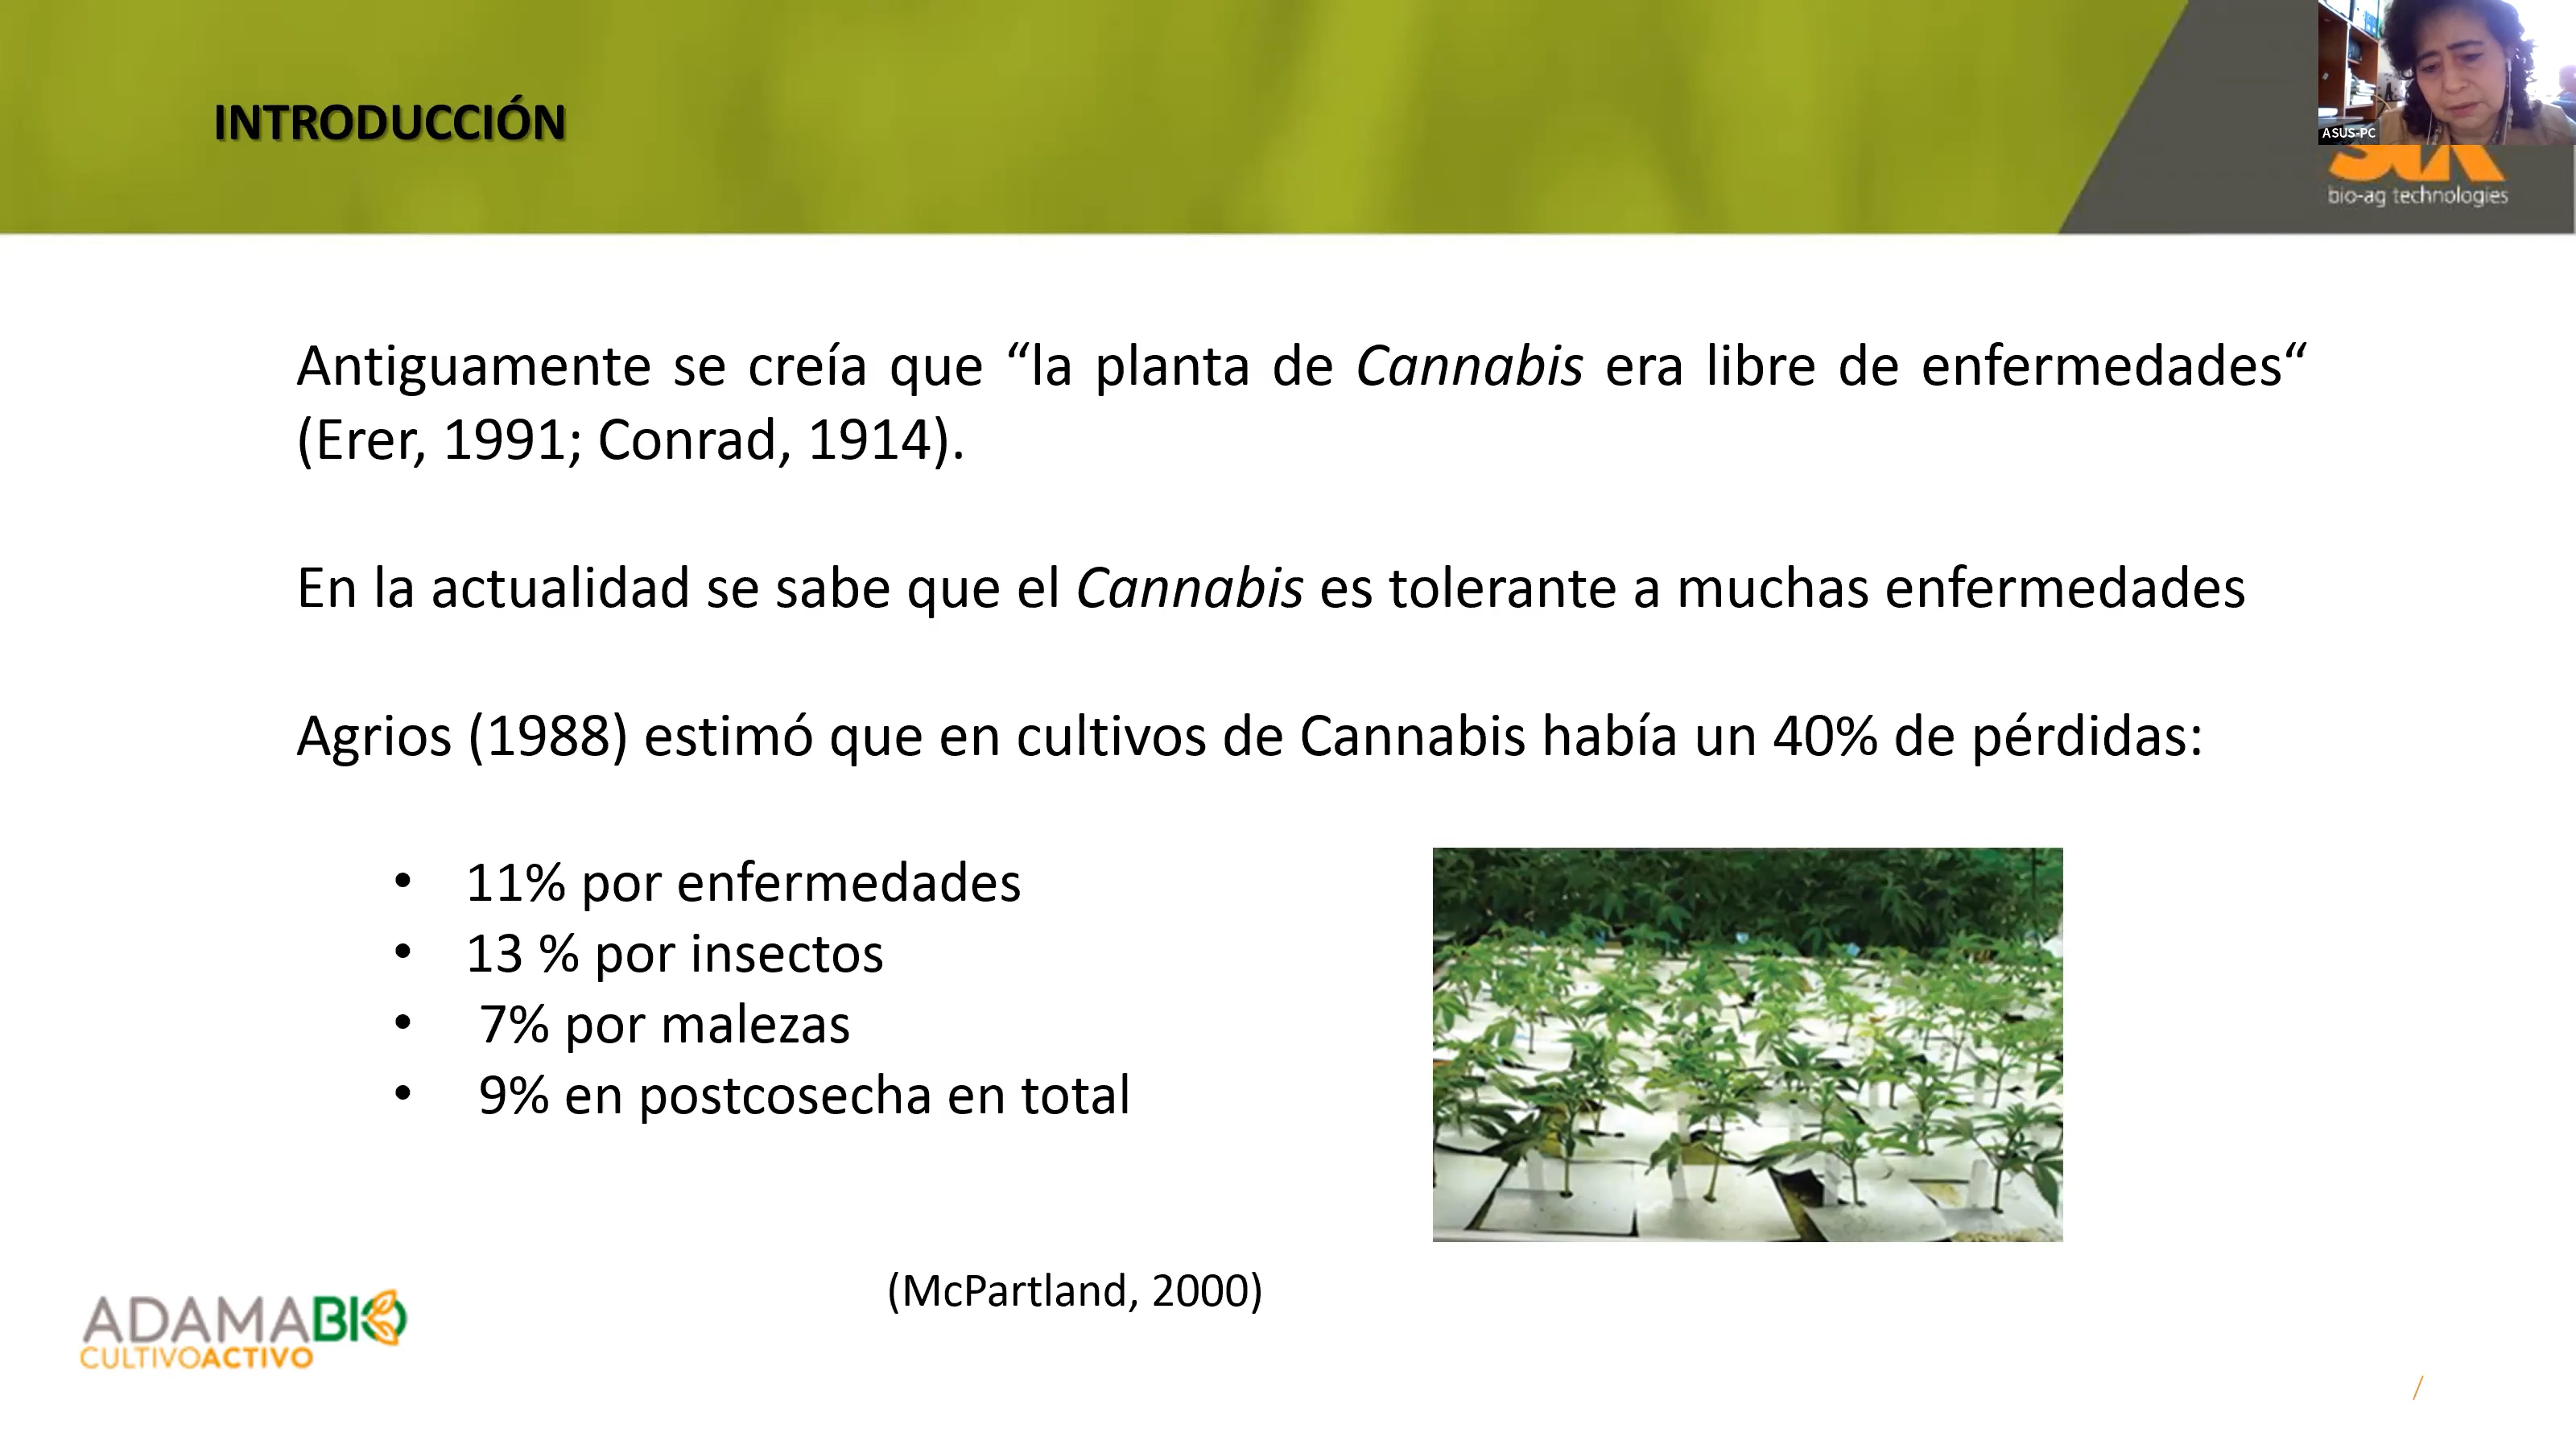 INTRODUCCIÓN
ASUS-PC
bio-ag technologies
Antiguamente se creía que “la planta de Cannabis era libre de enfermedades“
(Erer, 1991; Conrad, 1914).
En la actualidad se sabe que el Cannabis es tolerante a muchas enfermedades
Agrios (1988) estimó que en cultivos de Cannabis había un 40% de pérdidas:
• 11% por enfermedades
• 13 % por insectos
• 7% por malezas
• 9% en postcosecha en total
(McPartland, 2000)
ADAMABIO
CULTIVOACTIVO
/